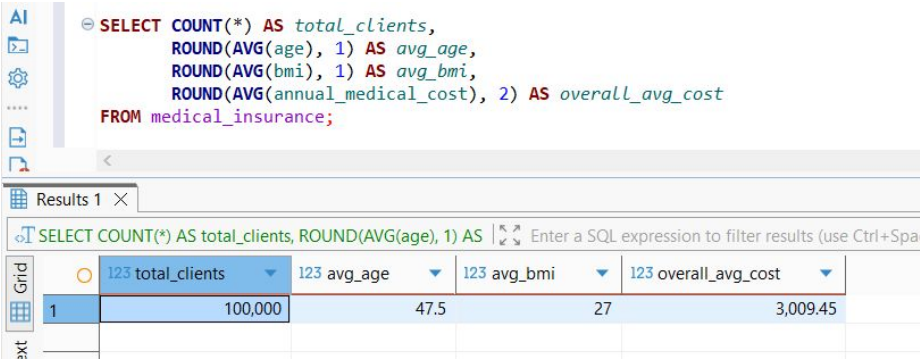 AI
SELECT COUNT(*) AS total_clients,
ROUND(AVG(age), 1) AS avg_age,
ROUND(AVG(bmi), 1) AS avg_bmi,
ROUND(AVG(annual_medical_cost), 2) AS overall_avg_cost
FROM medical_insurance;
Results 1
SELECT COUNT(*) AS total_clients, ROUND(AVG(age), 1) AS Enter a SQL expression to filter results (use Ctrl+Spa
Grid 123 total_clients 123 avg_age 123 avg_bmi 123 overall_avg_cost
1 100,000 47.5 27 3,009.45